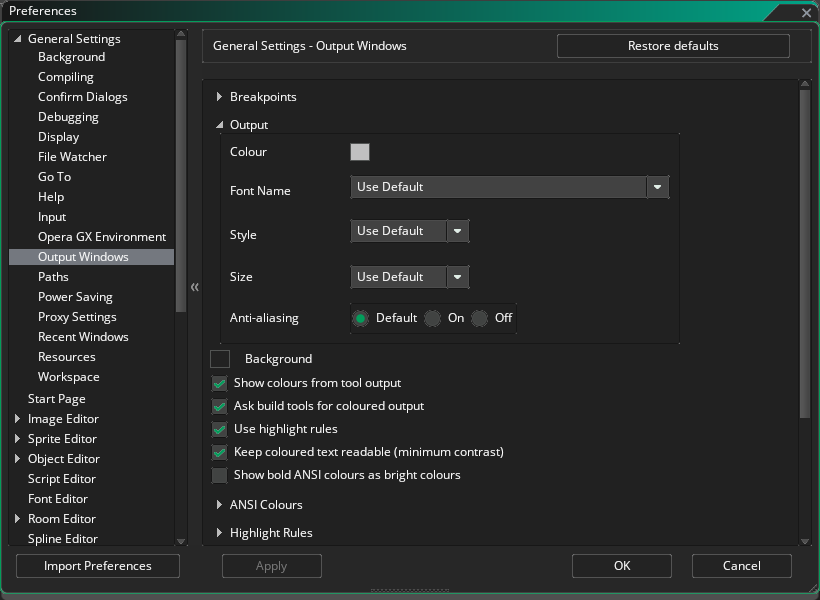 Preferences
General Settings
Background
Compiling
Confirm Dialogs
Debugging
Display
File Watcher
Go To
Help
Input
Opera GX Environment
Output Windows
Paths
Power Saving
Proxy Settings
Recent Windows
Resources
Workspace
Start Page
Image Editor
Sprite Editor
Object Editor
Script Editor
Font Editor
Room Editor
Spline Editor
Import Preferences
«
General Settings - Output Windows
Restore defaults
Breakpoints
Output
Colour
Font Name Use Default
Style Use Default
Size Use Default
Anti-aliasing Default On Off
Background
Show colours from tool output
Ask build tools for coloured output
Use highlight rules
Keep coloured text readable (minimum contrast)
Show bold ANSI colours as bright colours
ANSI Colours
Highlight Rules
Apply
OK
Cancel